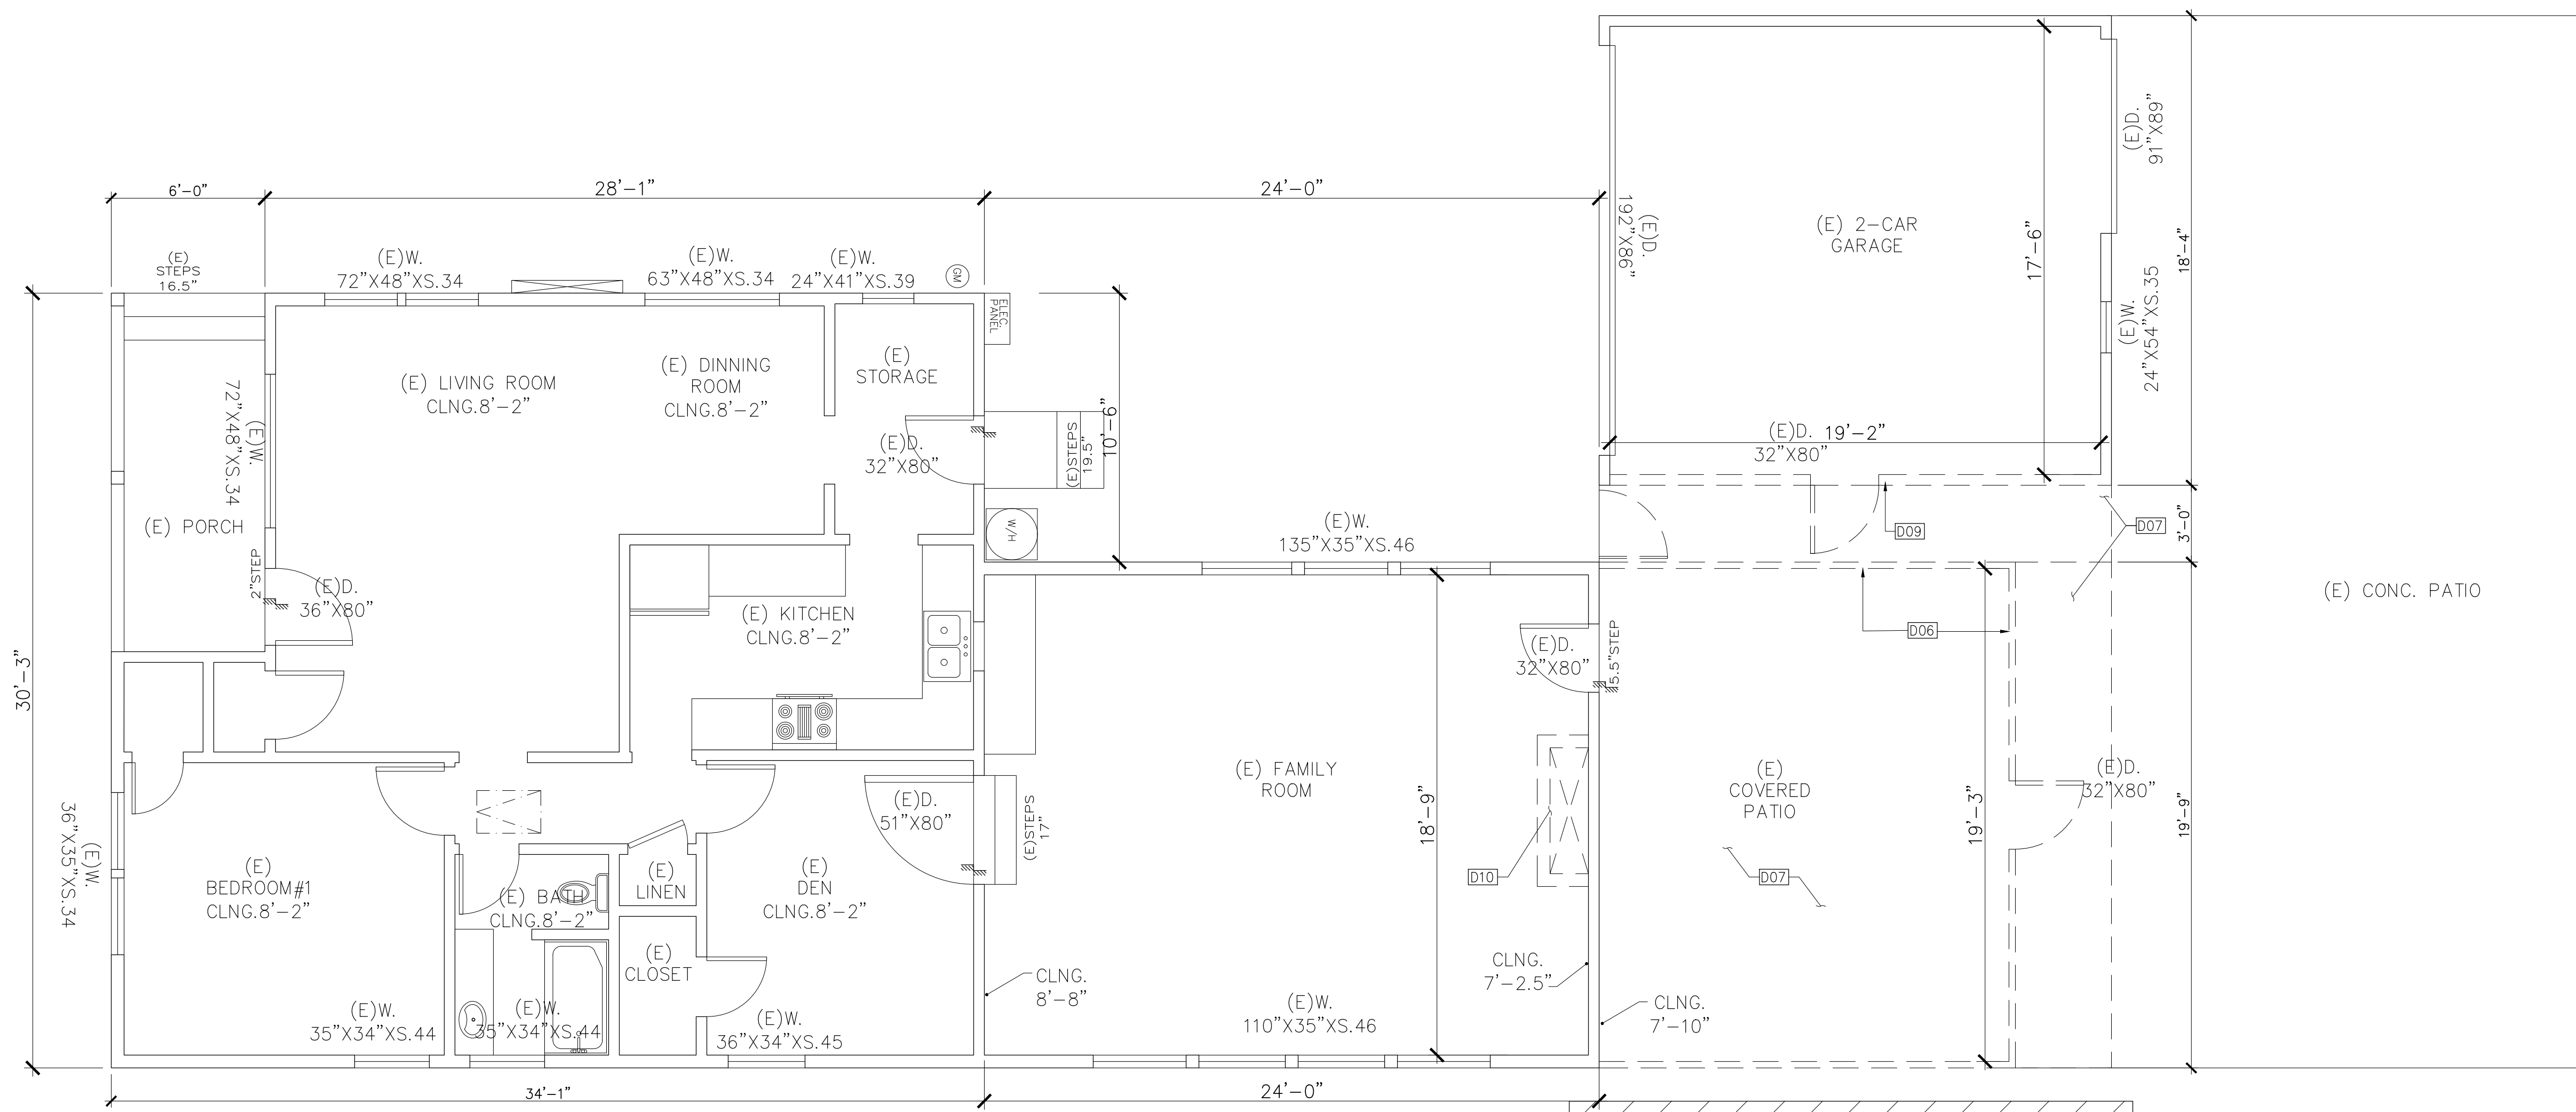 6'-0"
28'-1"
24'-0"
(E)
STEPS
16.5"
(E)W.
72"X48"XS.34
(E)W.
63"X48"XS.34
(E)W.
24"X41"XS.39
GM
ELEC.
PANEL
(E) 2-CAR
GARAGE
(E)D.
192"X86"
17'-6"
(E)D.
91"X89"
18'-4"
(E)W.
24"X54"XS.35
(E) LIVING ROOM
CLNG.8'-2"
(E) DINNING
ROOM
CLNG.8'-2"
(E)
STORAGE
(E)W.
72"X48"XS.34
(E)D.
32"X80"
(E)STEPS
19.5"
10'-6"
(E)D.
32"X80"
19'-2"
(E) PORCH
W/H
(E)W.
135"X35"XS.46
D09
D07
3'-0"
2"STEP
(E)D.
36"X80"
(E) KITCHEN
CLNG.8'-2"
(E) CONC. PATIO
D06
30'-3"
(E)D.
32"X80"
5.5"STEP
(E) FAMILY
ROOM
(E)
COVERED
PATIO
(E)D.
32"X80"
(E)D.
51"X80"
(E)STEPS
17"
18'-9"
19'-3"
19'-9"
(E)W.
36"X35"XS.34
(E)
BEDROOM#1
CLNG.8'-2"
(E) BATH
CLNG.8'-2"
(E)
LINEN
(E)
DEN
CLNG.8'-2"
D10
D07
(E)
CLOSET
CLNG.
8'-8"
CLNG.
7'-2.5"
CLNG.
7'-10"
(E)W.
35"X34"XS.44
(E)W.
35"X34"XS.44
(E)W.
36"X34"XS.45
(E)W.
110"X35"XS.46
34'-1"
24'-0"